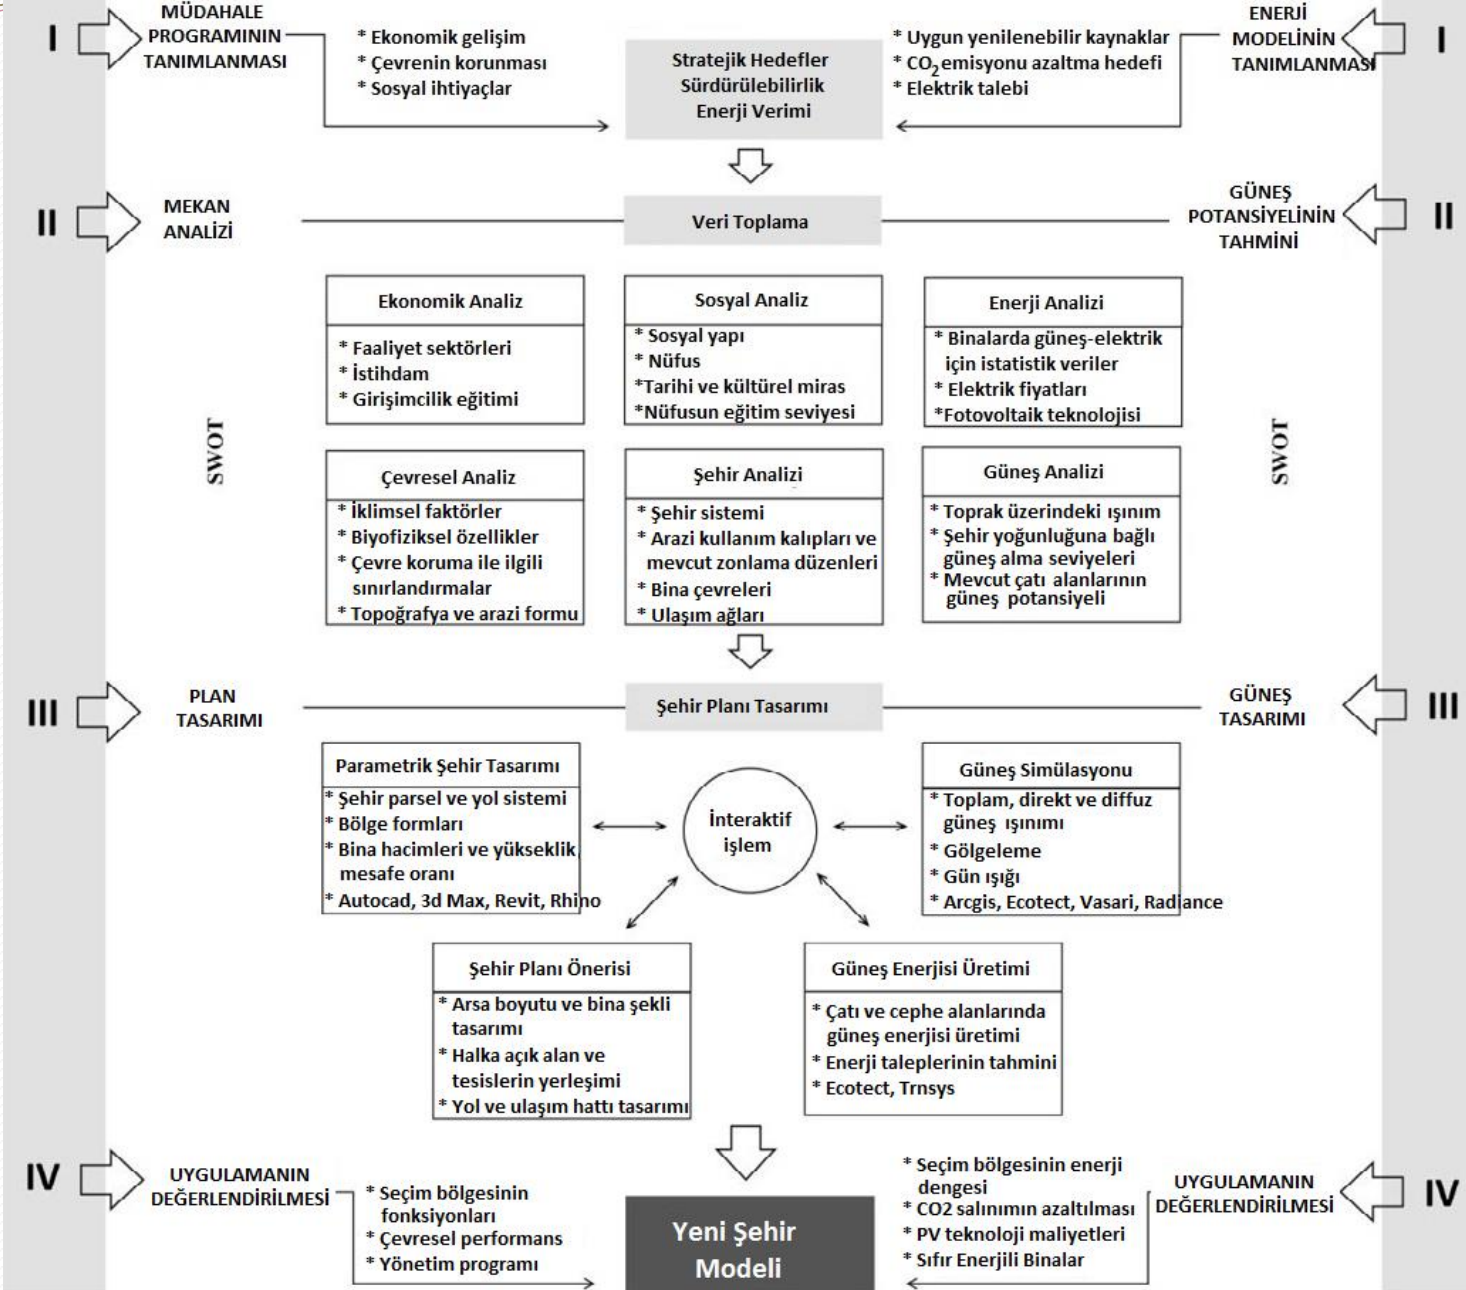 I
MÜDAHALE
PROGRAMININ
TANIMLANMASI
* Ekonomik gelişim
* Çevrenin korunması
* Sosyal ihtiyaçlar
Stratejik Hedefler
Sürdürülebilirlik
Enerji Verimi
* Uygun yenilenebilir kaynaklar
* CO2 emisyonu azaltma hedefi
* Elektrik talebi
ENERJİ
MODELİNİN
TANIMLANMASI
I
II
MEKAN
ANALİZİ
Veri Toplama
GÜNEŞ
POTANSİYELİNİN
TAHMİNİ
II
SWOT
Ekonomik Analiz
* Faaliyet sektörleri
* İstihdam
* Girişimcilik eğitimi
Sosyal Analiz
* Sosyal yapı
* Nüfus
*Tarihi ve kültürel miras
*Nüfusun eğitim seviyesi
Enerji Analizi
* Binalarda güneş-elektrik
için istatistik veriler
* Elektrik fiyatları
*Fotovoltaik teknolojisi
SWOT
Çevresel Analiz
* İklimsel faktörler
* Biyofiziksel özellikler
* Çevre koruma ile ilgili
sınırlandırmalar
* Topoğrafya ve arazi formu
Şehir Analizi
* Şehir sistemi
* Arazi kullanım kalıpları ve
mevcut zonlama düzenleri
* Bina çevreleri
* Ulaşım ağları
Güneş Analizi
* Toprak üzerindeki ışınım
* Şehir yoğunluğuna bağlı
güneş alma seviyeleri
* Mevcut çatı alanlarının
güneş potansiyeli
III
PLAN
TASARIMI
Şehir Planı Tasarımı
GÜNEŞ
TASARIMI
III
Parametrik Şehir Tasarımı
* Şehir parsel ve yol sistemi
* Bölge formları
* Bina hacimleri ve yükseklik,
mesafe oranı
* Autocad, 3d Max, Revit, Rhino
İnteraktif
işlem
Güneş Simülasyonu
* Toplam, direkt ve diffuz
güneş ışınımı
* Gölgeleme
* Gün ışığı
* Arcgis, Ecotect, Vasari, Radiance
Şehir Planı Önerisi
* Arsa boyutu ve bina şekli
tasarımı
* Halka açık alan ve
tesislerin yerleşimi
* Yol ve ulaşım hattı tasarımı
Güneş Enerjisi Üretimi
* Çatı ve cephe alanlarında
güneş enerjisi üretimi
* Enerji taleplerinin tahmini
* Ecotect, Trnsys
IV
UYGULAMANIN
DEĞERLENDİRİLMESİ
* Seçim bölgesinin
fonksiyonları
* Çevresel performans
* Yönetim programı
Yeni Şehir
Modeli
* Seçim bölgesinin enerji
dengesi
* CO2 salınımın azaltılması
* PV teknoloji maliyetleri
* Sıfır Enerjili Binalar
UYGULAMANIN
DEĞERLENDİRİLMESİ
IV